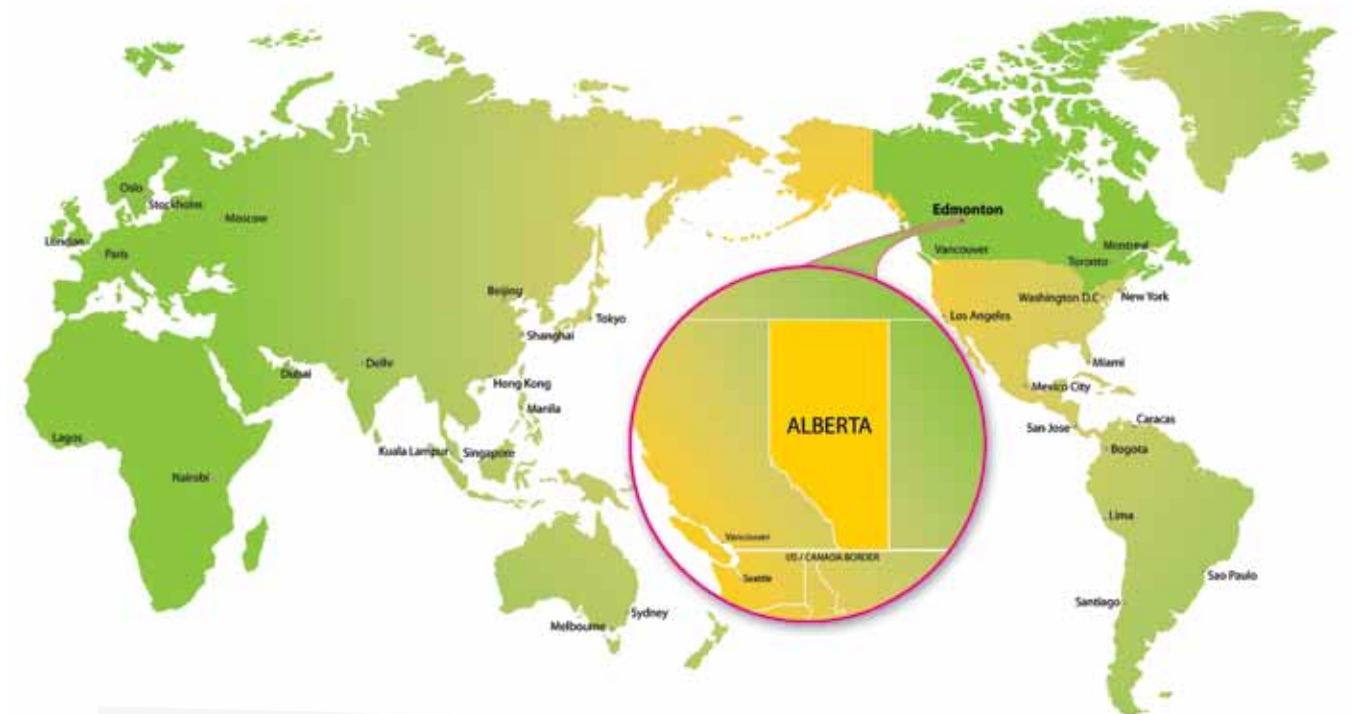 Oslo
Stockholm
Moscow
London
Paris
Edmonton
Vancouver
Montreal
Toronto
Beijing
Washington D.C
New York
Tokyo
Los Angeles
Shanghai
Delhi
Dubai
Miami
Hong Kong
Mexico City
Manila
ALBERTA
Caracas
San Jose
Lagos
Kuala Lampur
Singapore
Bogota
Nairobi
Lima
Vancouver
US / CANADA BORDER
Seattle
Sao Paulo
Santiago
Sydney
Melbourne